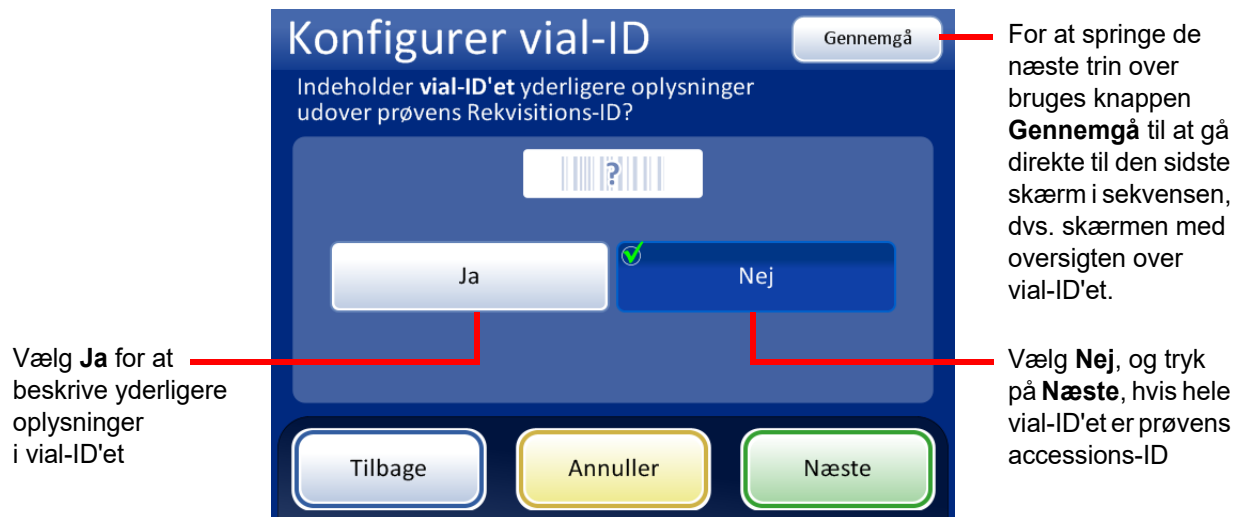 Konfigurer vial-ID
Gennemgå
Indeholder vial-ID'et yderligere oplysninger
udover prøvens Rekvisitions-ID?
?
Ja
Nej
Tilbage
Annuller
Næste
For at springe de
næste trin over
bruges knappen
Gennemgå til at gå
direkte til den sidste
skærm i sekvensen,
dvs. skærmen med
oversigten over
vial-ID'et.
Vælg Ja for at
beskrive yderligere
oplysninger
i vial-ID'et
Vælg Nej, og tryk
på Næste, hvis hele
vial-ID'et er prøvens
accessions-ID